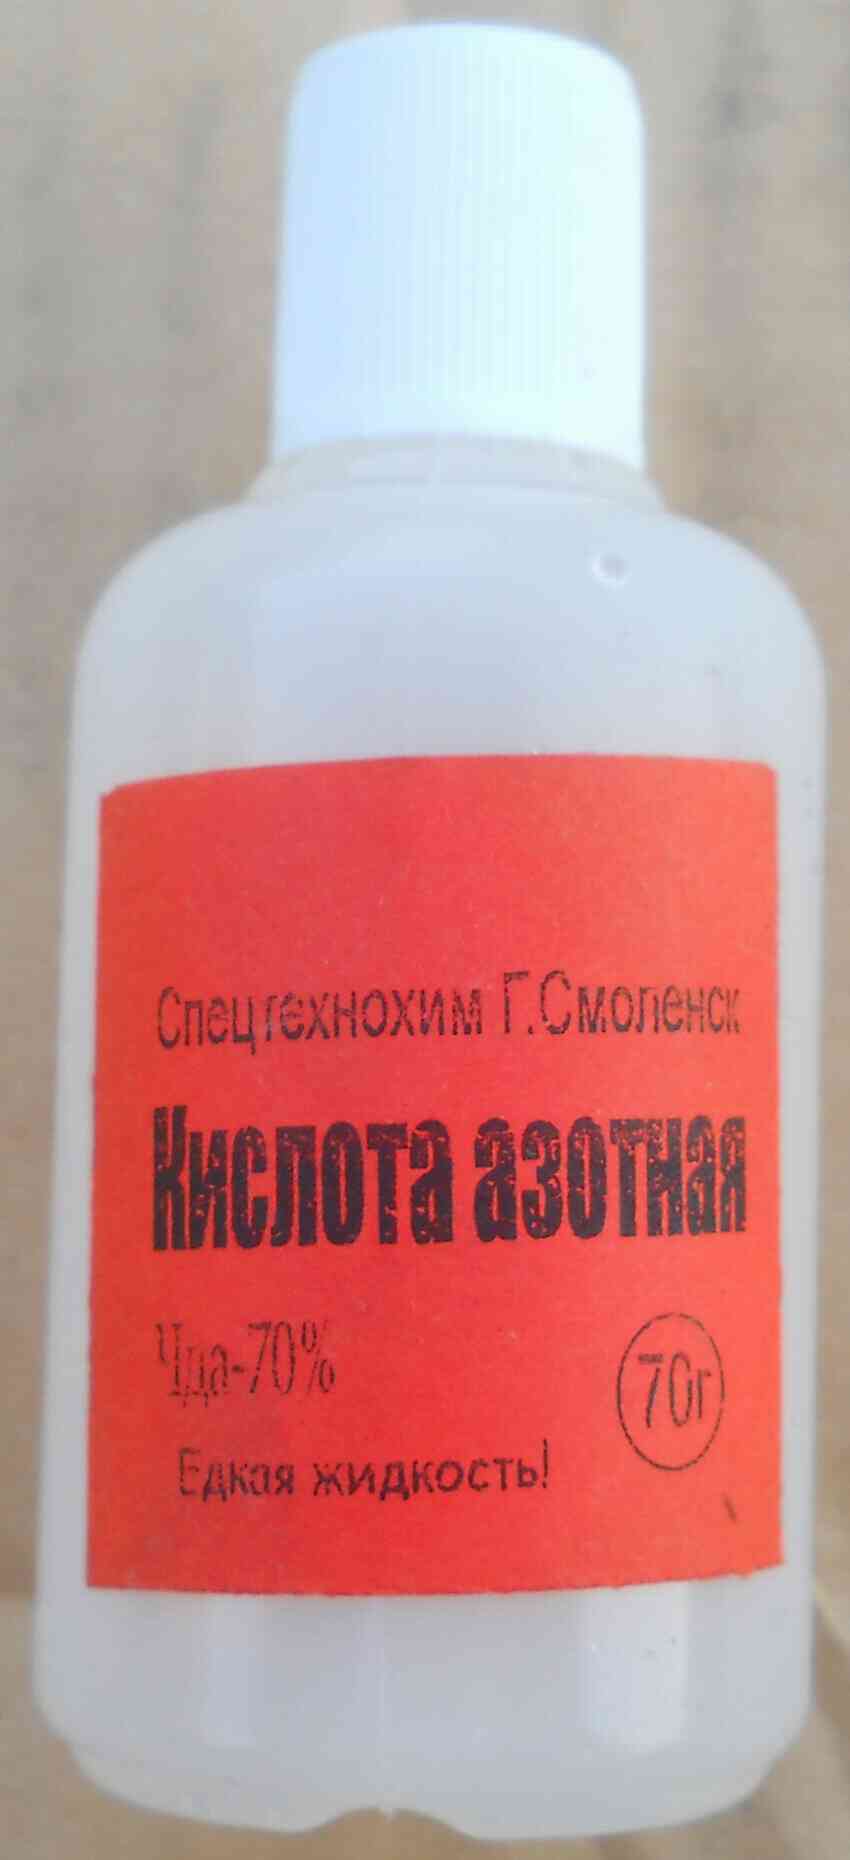 Спецтехнохим Г.Смоленск
Кислота азотная
Чда-70%
70г
Едкая жидкость!